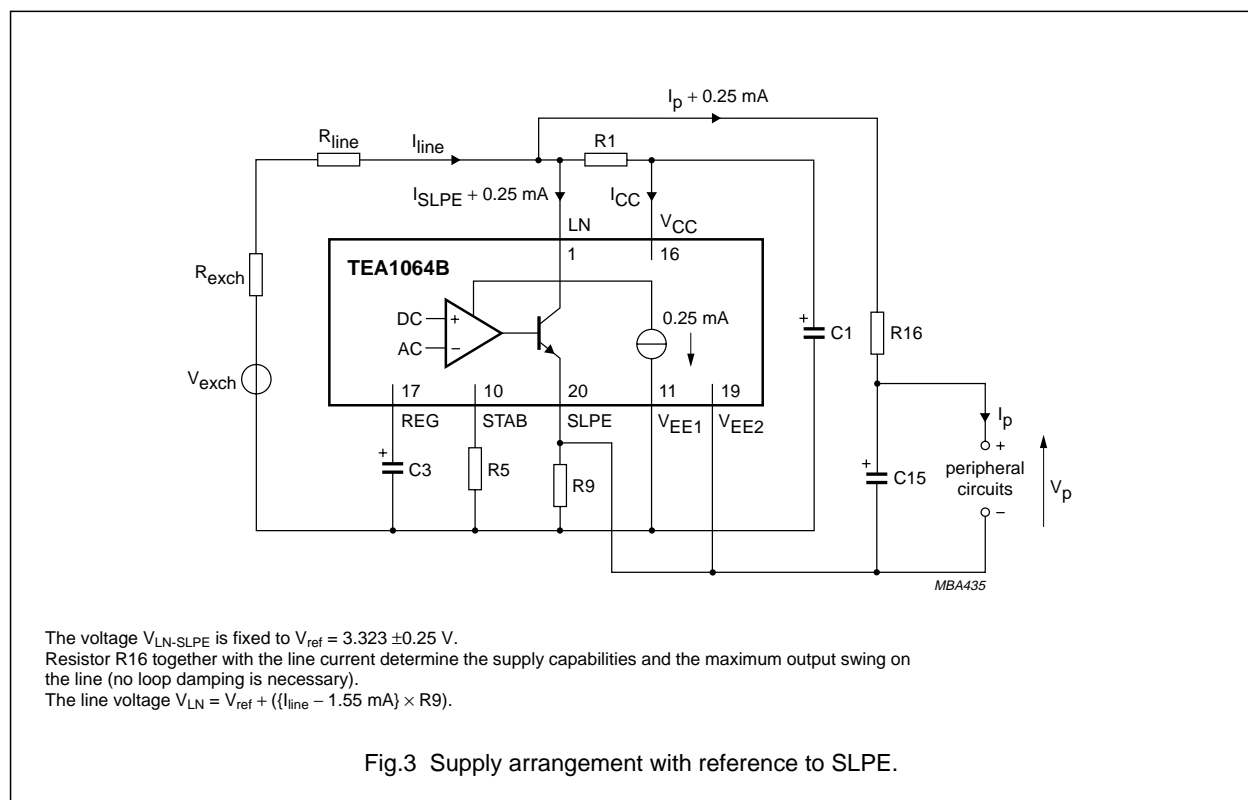 I_p + 0.25 mA
R_line
I_line
R1
I_SLPE + 0.25 mA
I_CC
LN
V_CC
1
16
TEA1064B
R_exch
DC
+
0.25 mA
+
C1
R16
AC
−
V_exch
17
10
20
11
19
REG
STAB
SLPE
V_EE1
V_EE2
I_p
+
+
C3
R5
R9
+
C15
peripheral
circuits
V_p
−
MBA435
The voltage V_LN-SLPE is fixed to V_ref = 3.323 ±0.25 V.
Resistor R16 together with the line current determine the supply capabilities and the maximum output swing on
the line (no loop damping is necessary).
The line voltage V_LN = V_ref + ({I_line − 1.55 mA} × R9).
Fig.3 Supply arrangement with reference to SLPE.